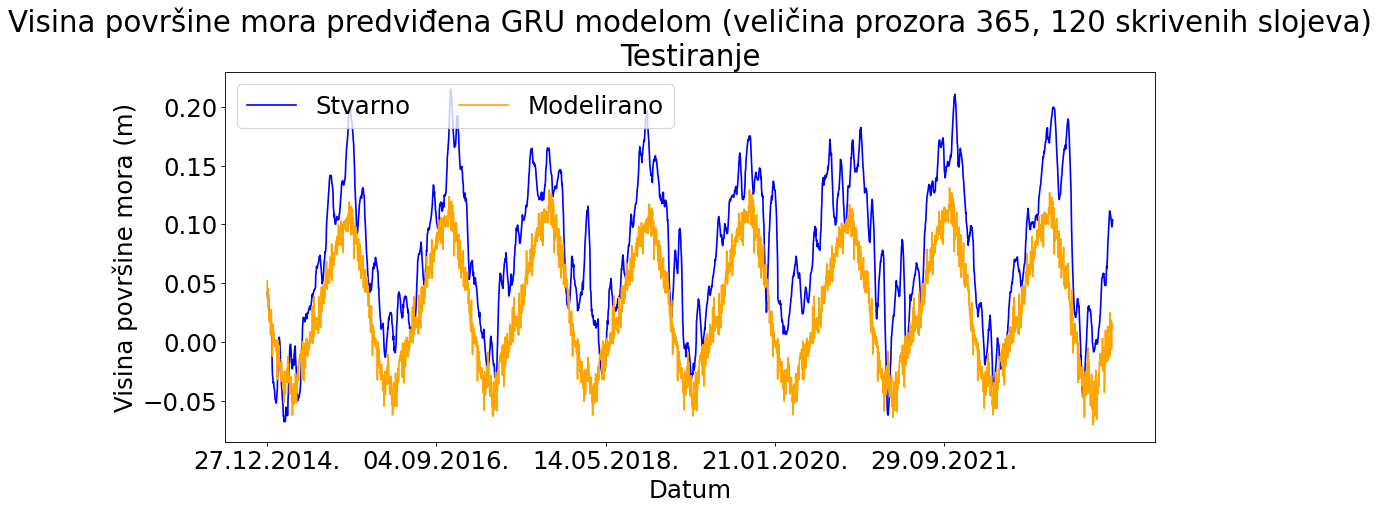 Visina površine mora predviđena GRU modelom (veličina prozora 365, 120 skrivenih slojeva)
Testiranje
Stvarno
Modelirano
Visina površine mora (m)
0.20
0.15
0.10
0.05
0.00
−0.05
27.12.2014.
04.09.2016.
14.05.2018.
21.01.2020.
29.09.2021.
Datum